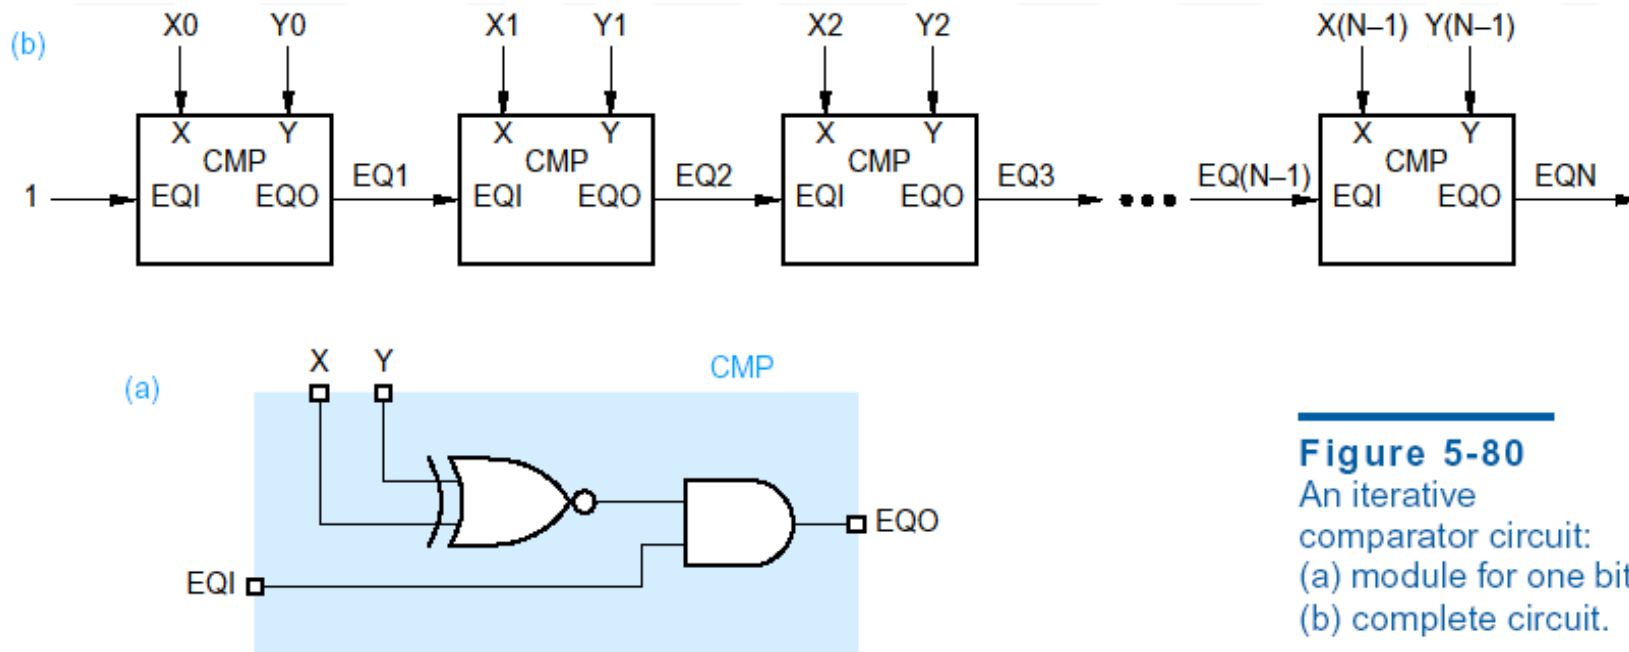 (b)
X0 Y0 X1 Y1 X2 Y2 X(N–1) Y(N–1)
X Y X Y X Y X Y
CMP CMP CMP CMP
1 EQI EQO EQ1 EQI EQO EQ2 EQI EQO EQ3 ••• EQ(N–1) EQI EQO EQN
(a)
X Y CMP
EQI
EQO
Figure 5-80
An iterative
comparator circuit:
(a) module for one bit
(b) complete circuit.